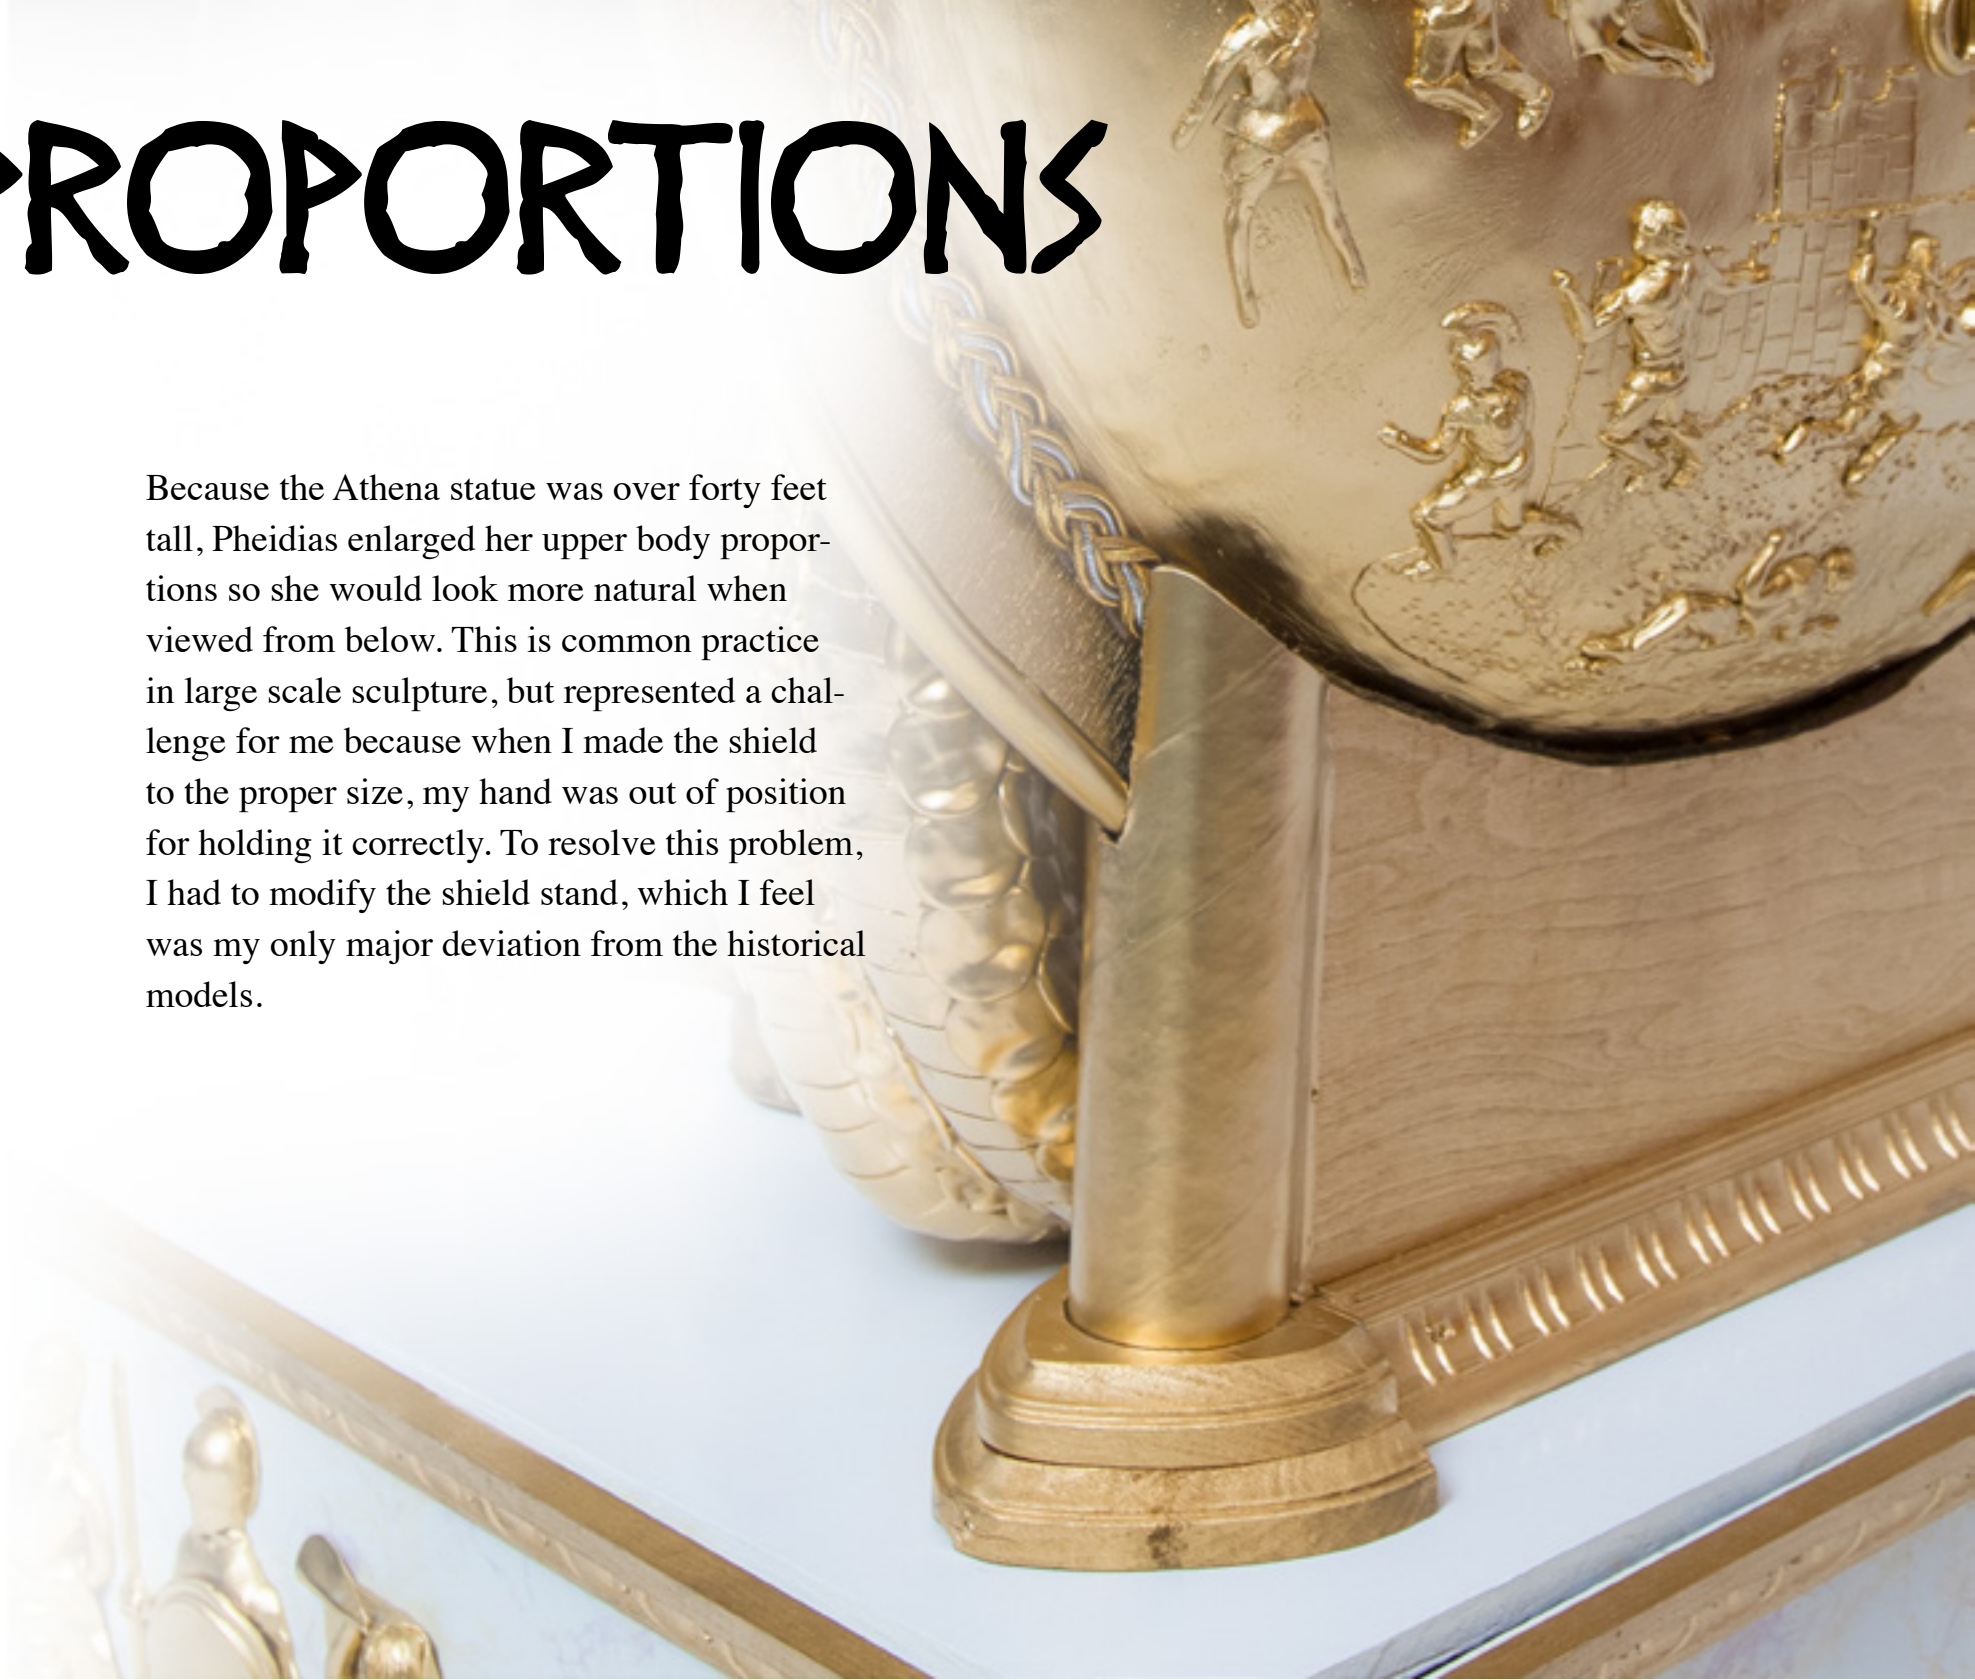 PROPORTIONS
Because the Athena statue was over forty feet
tall, Pheidias enlarged her upper body propor-
tions so she would look more natural when
viewed from below. This is common practice
in large scale sculpture, but represented a chal-
lenge for me because when I made the shield
to the proper size, my hand was out of position
for holding it correctly. To resolve this problem,
I had to modify the shield stand, which I feel
was my only major deviation from the historical
models.